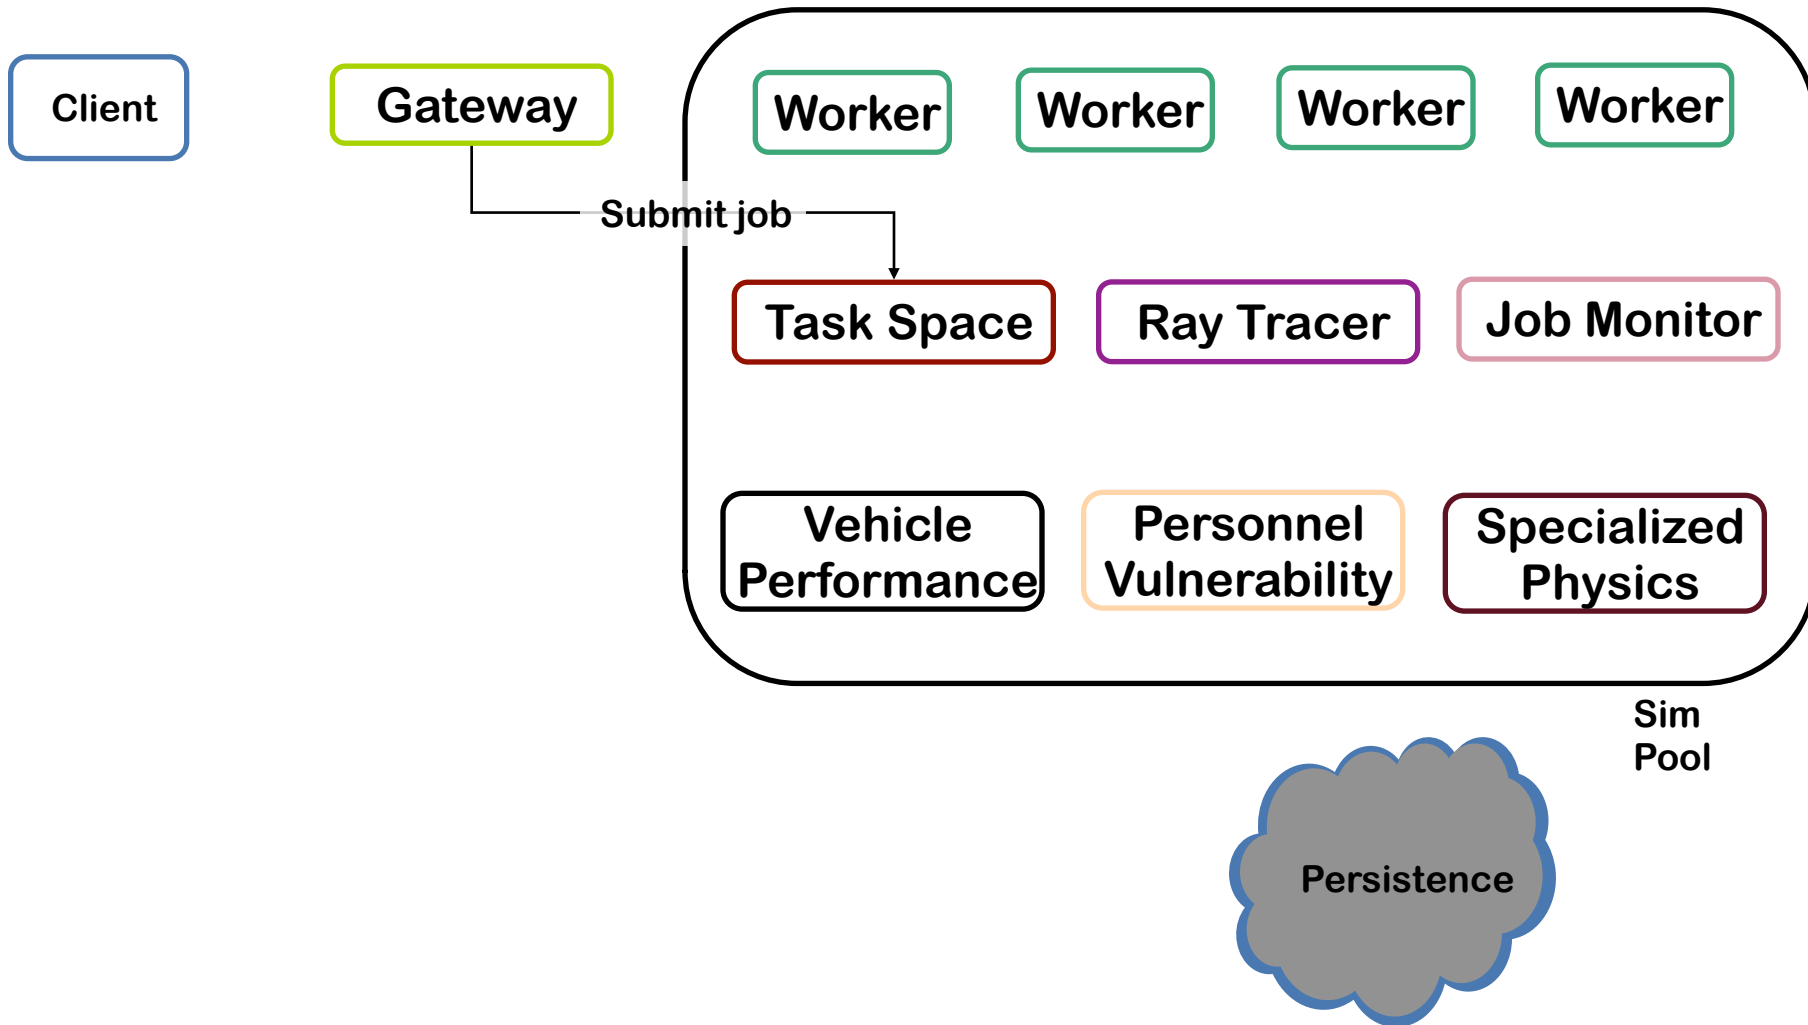 Client
Gateway
Worker
Worker
Worker
Worker
Submit job
Task Space
Ray Tracer
Job Monitor
Vehicle
Performance
Personnel
Vulnerability
Specialized
Physics
Sim
Pool
Persistence